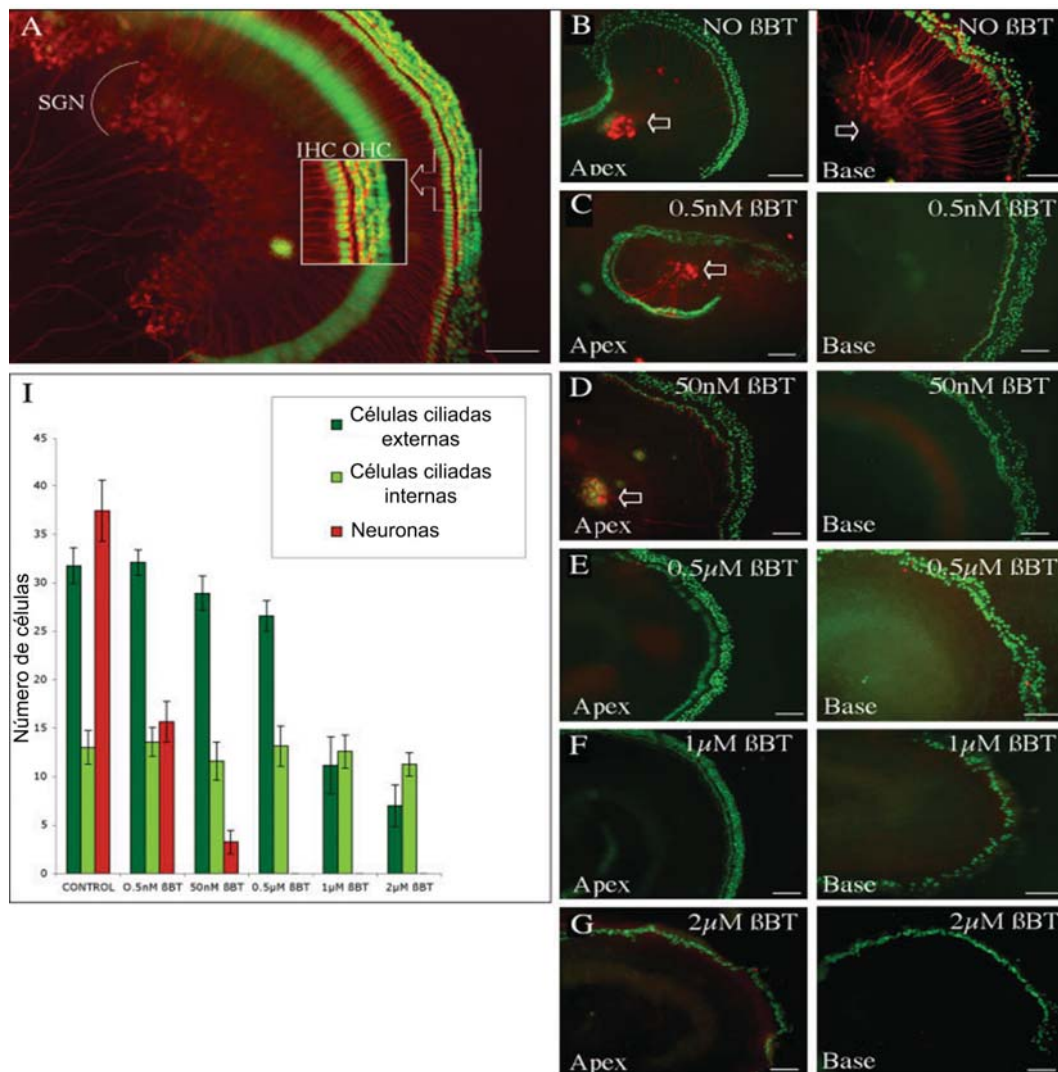 A
SGN
IHC OHC
B
NO ßBT
Apex
NO ßBT
Base
C
0.5nM ßBT
Apex
0.5nM ßBT
Base
D
50nM ßBT
Apex
50nM ßBT
Base
E
0.5µM ßBT
Apex
0.5µM ßBT
Base
F
1µM ßBT
Apex
1µM ßBT
Base
G
2µM ßBT
Apex
2µM ßBT
Base
I
Células ciliadas
externas
Células ciliadas
internas
Neuronas
Número de células
45
40
35
30
25
20
15
10
5
0
CONTROL
O.5nM ßBT
50nM ßBT
0.5µM ßBT
1µM ßBT
2µM ßBT